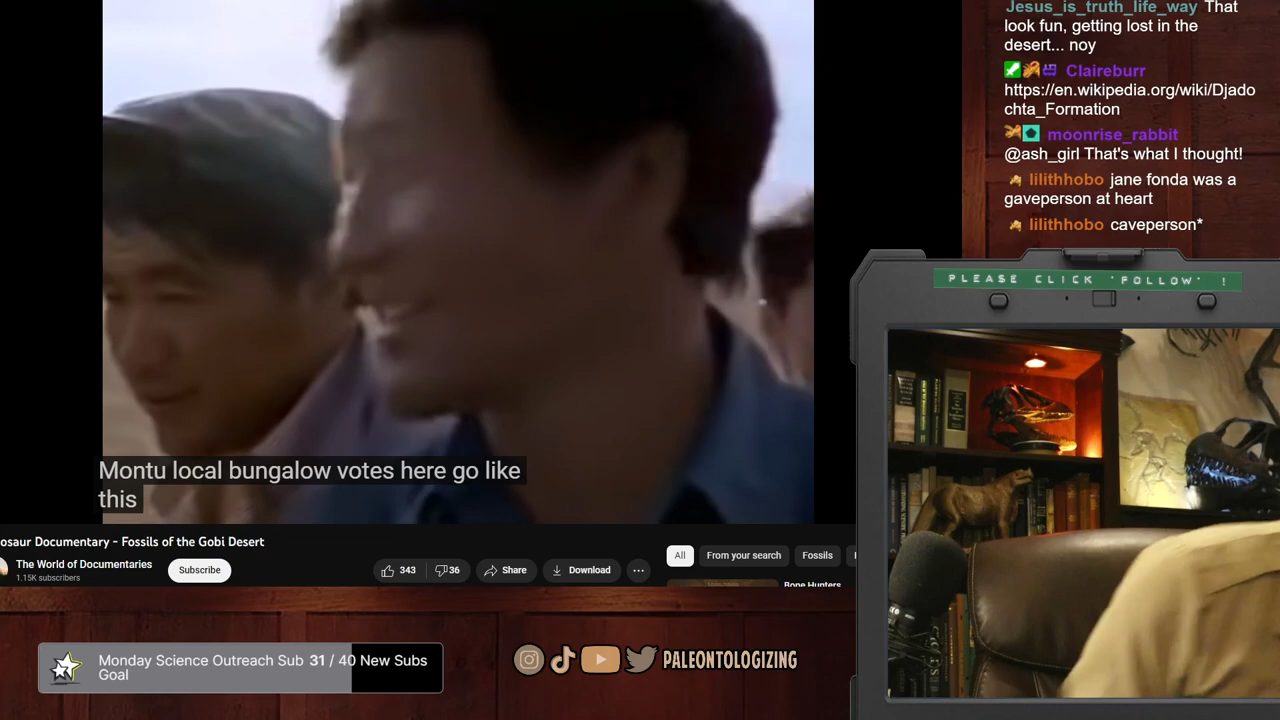 Jesus_is_truth_life_way That
look fun, getting lost in the
desert... noy
Claireburr
https://en.wikipedia.org/wiki/Djado
chta_Formation
moonrise_rabbit
@ash_girl That's what I thought!
lilithhobo jane fonda was a
gaveperson at heart
lilithhobo caveperson*
PLEASE CLICK 'FOLLOW' !
Montu local bungalow votes here go like
this
osaur Documentary - Fossils of the Gobi Desert
The World of Documentaries
1.15K subscribers
Subscribe
343
36
Share
Download
All
From your search
Fossils
Bone Hunters
Monday Science Outreach Sub 31 / 40 New Subs
Goal
PALEONTOLOGIZING